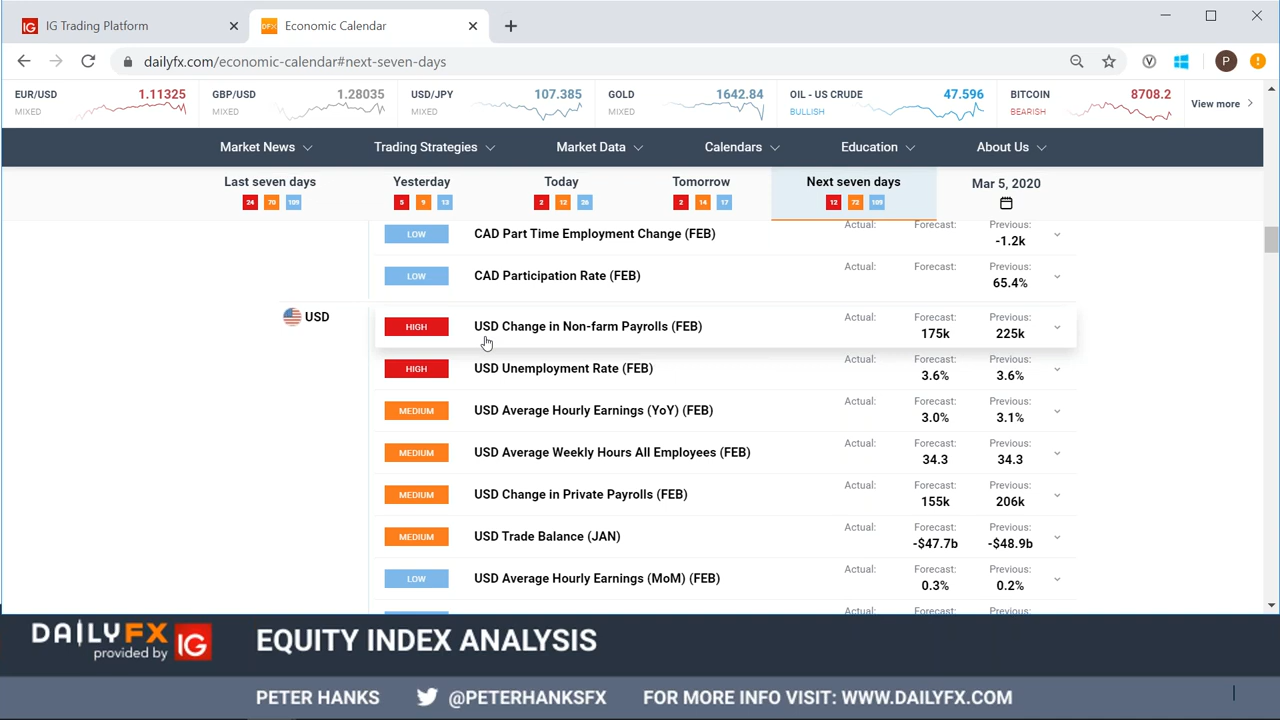 IG IG Trading Platform
DFX Economic Calendar
dailyfx.com/economic-calendar#next-seven-days
P
EUR/USD 1.11325
MIXED
GBP/USD 1.28035
MIXED
USD/JPY 107.385
MIXED
GOLD 1642.84
MIXED
OIL - US CRUDE 47.596
BULLISH
BITCOIN 8708.2
BEARISH
View more
Market News Trading Strategies Market Data Calendars Education About Us
Last seven days Yesterday Today Tomorrow Next seven days Mar 5, 2020
24 70 109 5 9 13 2 12 26 2 14 17 12 72 109
Actual: Forecast: Previous:
LOW CAD Part Time Employment Change (FEB) -1.2k
Actual: Forecast: Previous:
LOW CAD Participation Rate (FEB) 65.4%
USD
Actual: Forecast: Previous:
HIGH USD Change in Non-farm Payrolls (FEB) 175k 225k
Actual: Forecast: Previous:
HIGH USD Unemployment Rate (FEB) 3.6% 3.6%
Actual: Forecast: Previous:
MEDIUM USD Average Hourly Earnings (YoY) (FEB) 3.0% 3.1%
Actual: Forecast: Previous:
MEDIUM USD Average Weekly Hours All Employees (FEB) 34.3 34.3
Actual: Forecast: Previous:
MEDIUM USD Change in Private Payrolls (FEB) 155k 206k
Actual: Forecast: Previous:
MEDIUM USD Trade Balance (JAN) -$47.7b -$48.9b
Actual: Forecast: Previous:
LOW USD Average Hourly Earnings (MoM) (FEB) 0.3% 0.2%
Actual: Forecast: Previous:
DAILYFX
provided by IG
EQUITY INDEX ANALYSIS
PETER HANKS @PETERHANKSFX FOR MORE INFO VISIT: WWW.DAILYFX.COM